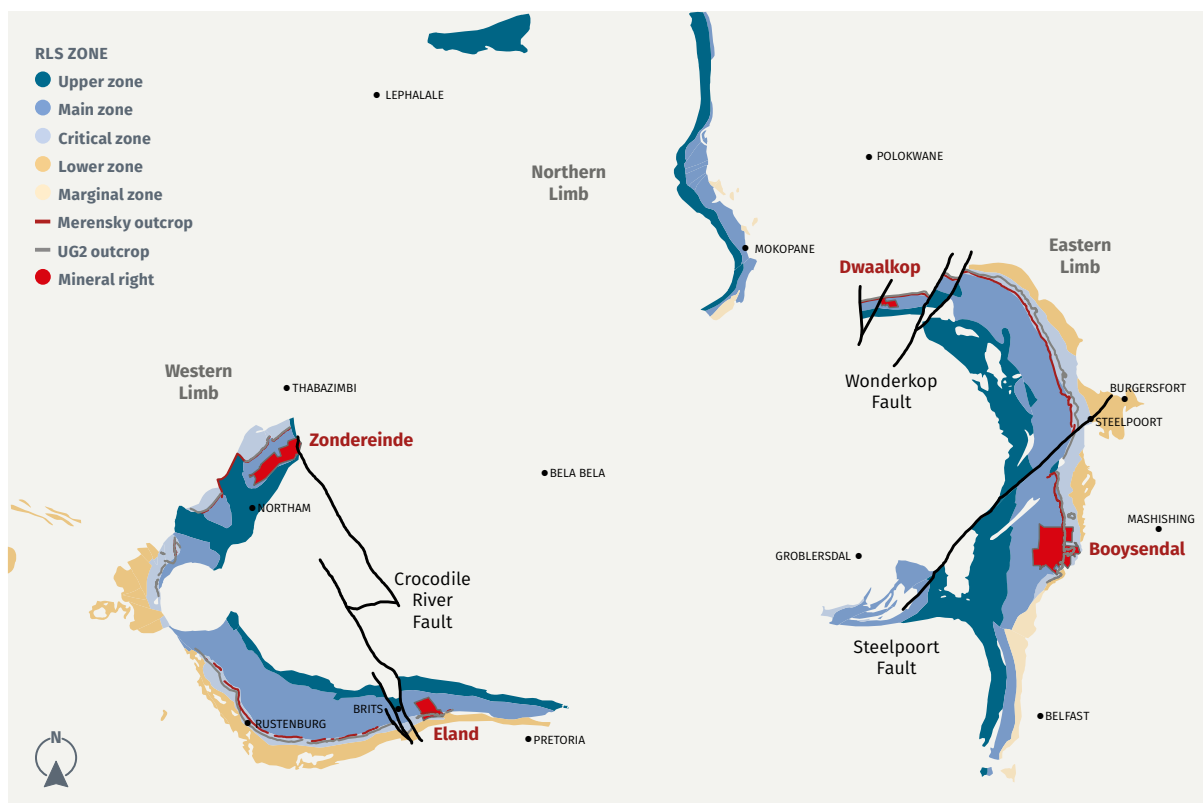 RLS ZONE
Upper zone
Main zone
Critical zone
Lower zone
Marginal zone
Merensky outcrop
UG2 outcrop
Mineral right
LEPHALALE
Northern
Limb
POLOKWANE
MOKOPANE
Dwaalkop
Eastern
Limb
Western
Limb
THABAZIMBI
Wonderkop
Fault
BURGERSFORT
STEELPOORT
Zondereinde
BELA BELA
NORTHAM
MASHISHING
GROBLERSDAL
Booysendal
Crocodile
River
Fault
Steelpoort
Fault
BRITS
RUSTENBURG
Eland
PRETORIA
BELFAST
N